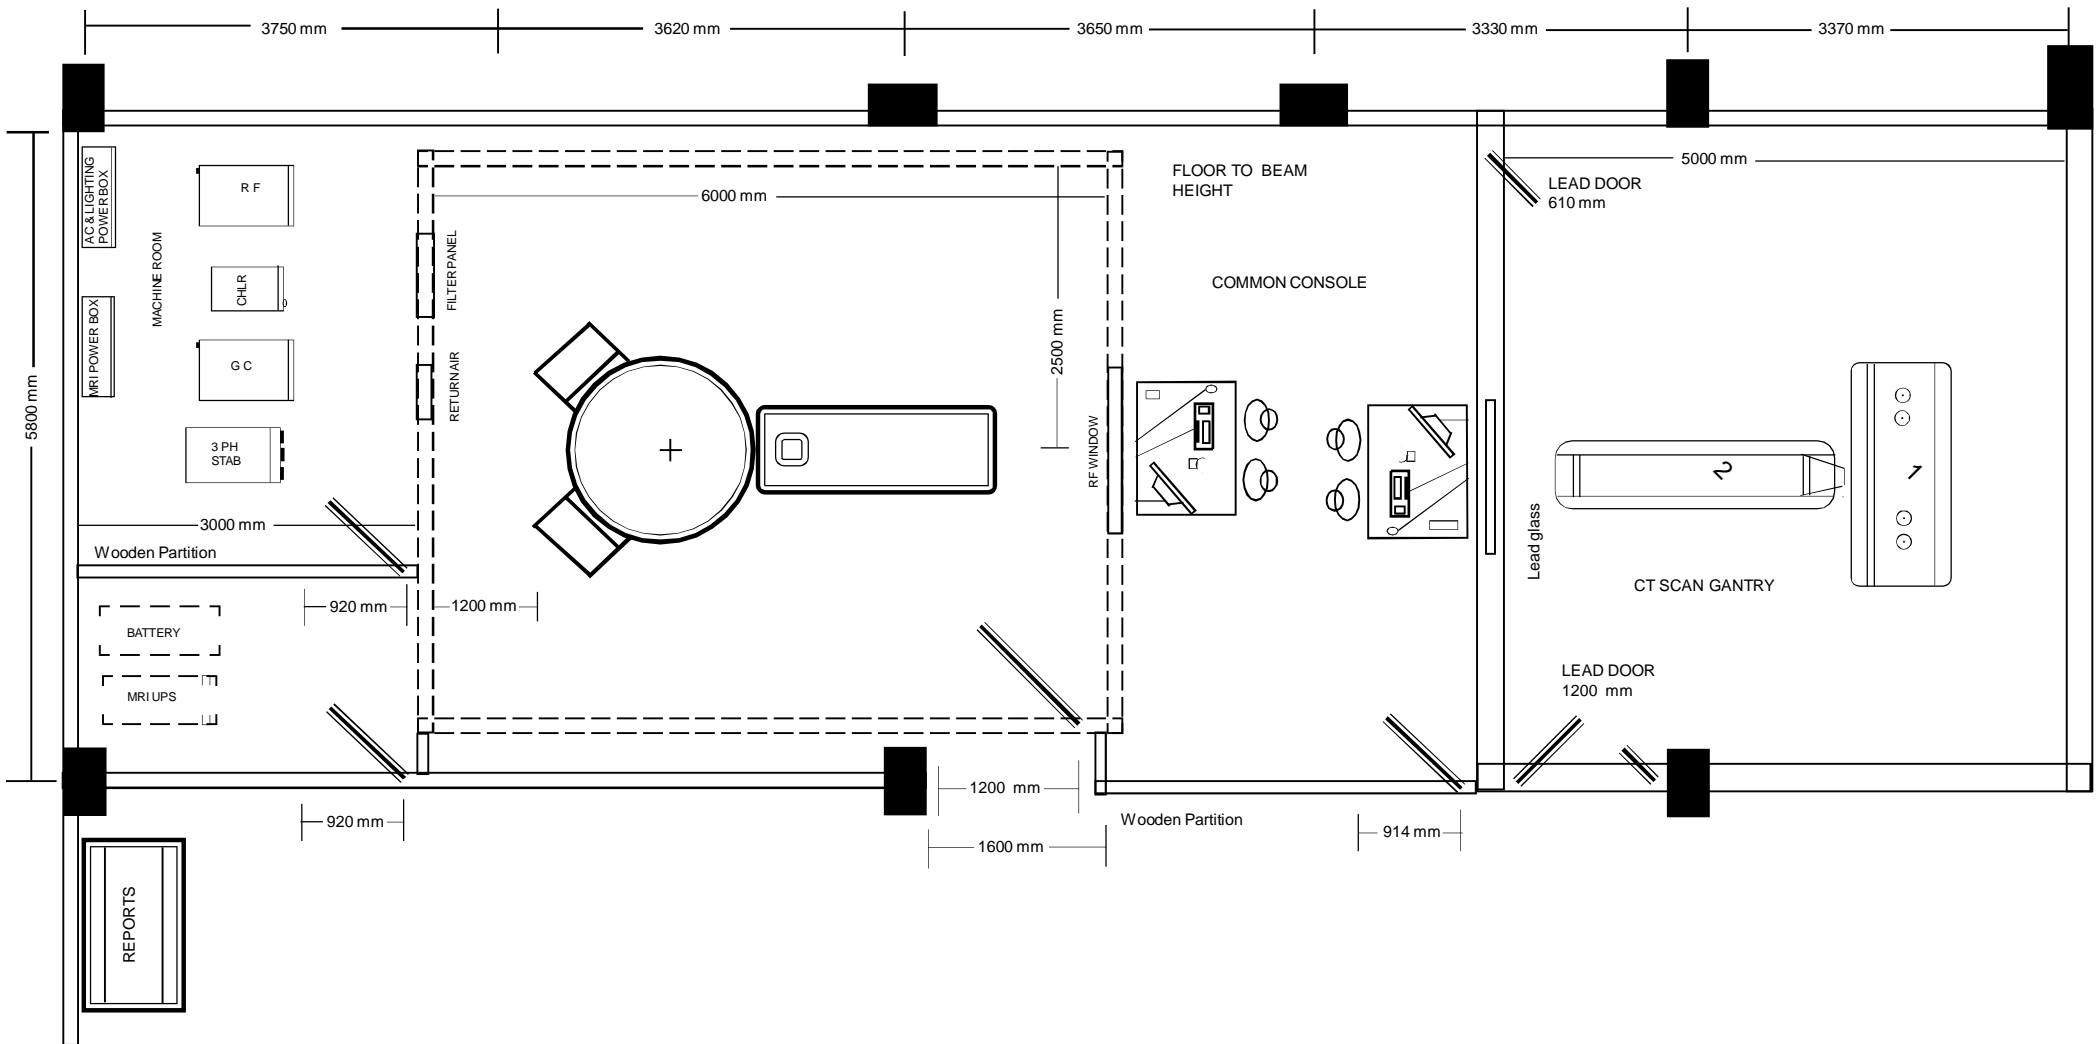 3750 mm
3620 mm
3650 mm
3330 mm
3370 mm
5800 mm
AC & LIGHTING
POWER BOX
MRI POWER BOX
MACHINE ROOM
R F
CHLR
G C
3 PH
STAB
3000 mm
Wooden Partition
920 mm
BATTERY
MRI UPS
920 mm
REPORTS
FILTER PANEL
RETURN AIR
6000 mm
2500 mm
1200 mm
RF WINDOW
1200 mm
1600 mm
FLOOR TO BEAM
HEIGHT
COMMON CONSOLE
Wooden Partition
914 mm
5000 mm
LEAD DOOR
610 mm
Lead glass
2
1
CT SCAN GANTRY
LEAD DOOR
1200 mm